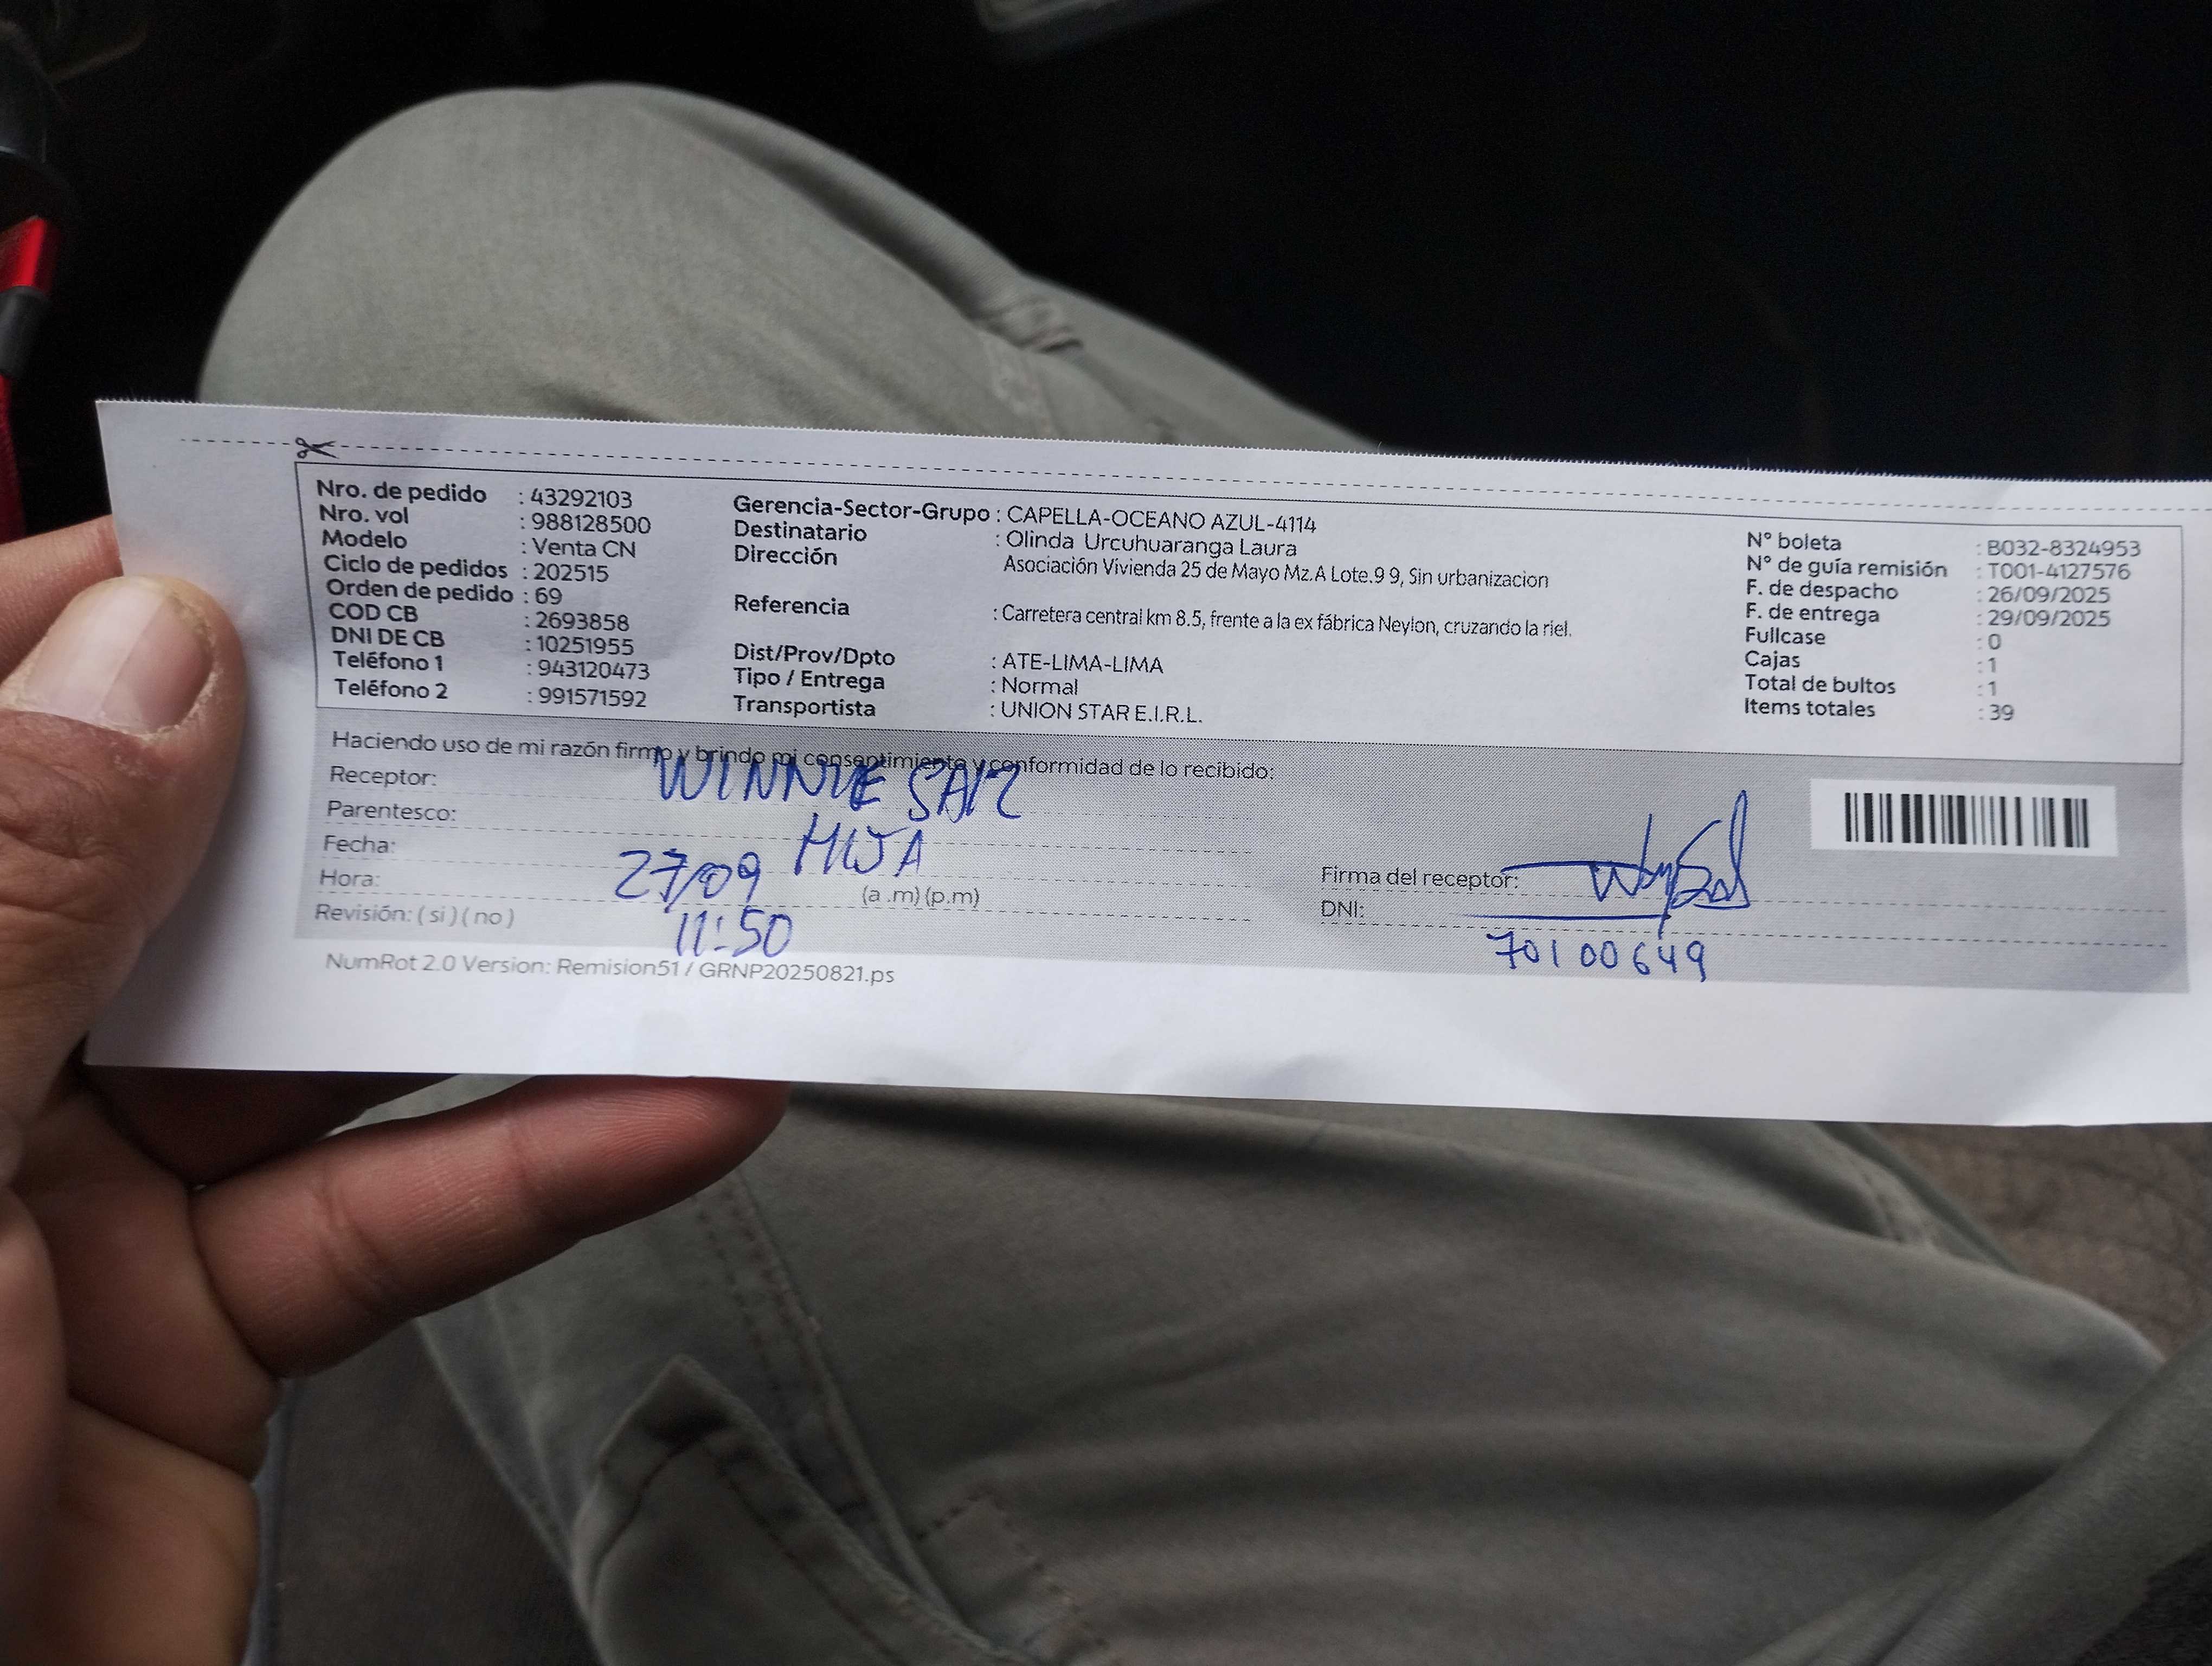 Nro. de pedido : 43292103
Nro. vol : 988128500
Modelo : Venta CN
Ciclo de pedidos : 202515
Orden de pedido : 69
COD CB : 2693858
DNI DE CB : 10251955
Teléfono 1 : 943120473
Teléfono 2 : 991571592
Gerencia-Sector-Grupo : CAPELLA-OCEANO AZUL-4114
Destinatario : Olinda Urcuhuaranga Laura
Dirección Asociación Vivienda 25 de Mayo Mz.A Lote.9 9, Sin urbanizacion
Referencia : Carretera central km 8.5, frente a la ex fábrica Neylon, cruzando la riel.
Dist/Prov/Dpto : ATE-LIMA-LIMA
Tipo / Entrega : Normal
Transportista : UNION STAR E.I.R.L.
N° boleta : B032-8324953
N° de guía remisión : T001-4127576
F. de despacho : 26/09/2025
F. de entrega : 29/09/2025
Fullcase : 0
Cajas : 1
Total de bultos : 1
Items totales : 39
Haciendo uso de mi razón firmo y brindo mi consentimiento y conformidad de lo recibido:
Receptor: WINNIE
Parentesco: HIJA
Fecha: 27/09
Hora: 11:50 (a .m) (p.m)
Revisión: ( si ) ( no )
Firma del receptor:
DNI: 70100649
NumRot 2.0 Version: Remision51 / GRNP20250821.ps